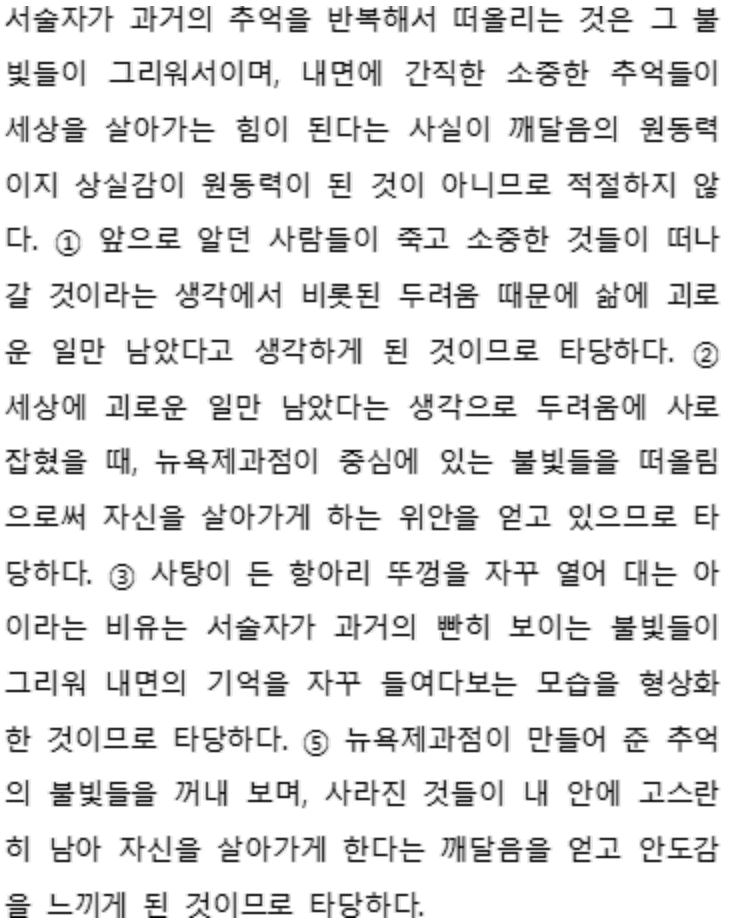 서술자가 과거의 추억을 반복해서 떠올리는 것은 그 불
빛들이 그리워서이며, 내면에 간직한 소중한 추억들이
세상을 살아가는 힘이 된다는 사실이 깨달음의 원동력
이지 상실감이 원동력이 된 것이 아니므로 적절하지 않
다. ① 앞으로 알던 사람들이 죽고 소중한 것들이 떠나
갈 것이라는 생각에서 비롯된 두려움 때문에 삶에 괴로
운 일만 남았다고 생각하게 된 것이므로 타당하다. ②
세상에 괴로운 일만 남았다는 생각으로 두려움에 사로
잡혔을 때, 뉴욕제과점이 중심에 있는 불빛들을 떠올림
으로써 자신을 살아가게 하는 위안을 얻고 있으므로 타
당하다. ③ 사탕이 든 항아리 뚜껑을 자꾸 열어 대는 아
이라는 비유는 서술자가 과거의 빤히 보이는 불빛들이
그리워 내면의 기억을 자꾸 들여다보는 모습을 형상화
한 것이므로 타당하다. ⑤ 뉴욕제과점이 만들어 준 추억
의 불빛들을 꺼내 보며, 사라진 것들이 내 안에 고스란
히 남아 자신을 살아가게 한다는 깨달음을 얻고 안도감
을 느끼게 된 것이므로 타당하다.